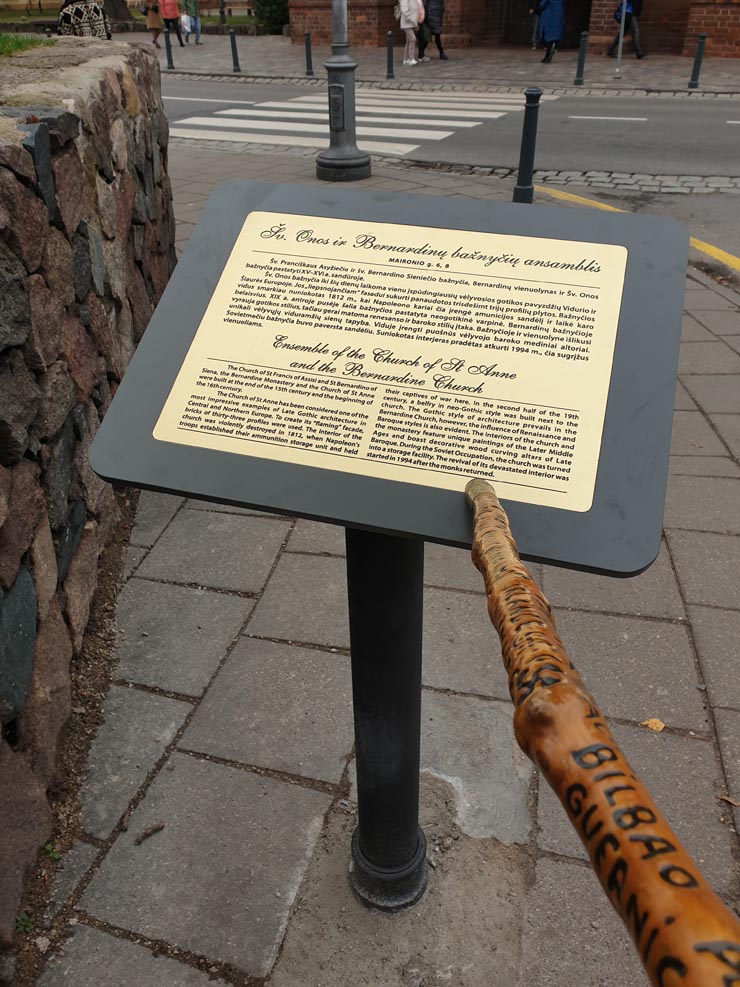 Šv. Onos ir Bernardinų bažnyčių ansamblis
MAIRONIO g. 6, 8
Šv. Pranciškaus Asyžiečio ir šv. Bernardino Sieniečio bažnyčia, Bernardinų vienuolynas ir Šv. Onos
bažnyčia pastatyti XV–XVI a. sandūroje.
Šv. Onos bažnyčia iki šių dienų laikoma vienu įspūdingiausių vėlyvosios gotikos pavyzdžių Vidurio ir
Šiaurės Europoje. Jos „liepsnojančiam“ fasadui sukurti panaudotos trisdešimt trijų profilių plytos. Bažnyčios
vidus smarkiai nuniokotas 1812 m., kai Napoleono kariai čia įrengė amunicijos sandėlį ir laikė karo
belaisvius. XIX a. antroje pusėje šalia bažnyčios pastatyta neogotikinė varpinė. Bernardinų bažnyčioje
vyrauja gotikos stilius, tačiau gerai matoma renesanso ir baroko stilių įtaka. Bažnyčioje ir vienuolyne išlikusi
unikali vėlyvųjų viduramžių sienų tapyba. Viduje įrengti puošnūs vėlyvojo baroko mediniai altoriai.
Sovietmečiu bažnyčia buvo paversta sandėliu. Suniokotas interjeras pradėtas atkurti 1994 m., čia sugrįžus
vienuoliams.
Ensemble of the Church of St Anne
and the Bernardine Church
The Church of St Francis of Assisi and St Bernardino of
Siena, the Bernardine Monastery and the Church of St Anne
were built at the end of the 15th century and the beginning of
the 16th century.
The Church of St Anne has been considered one of the
most impressive examples of Late Gothic architecture in
Central and Northern Europe. To create its "flaming" facade,
bricks of thirty-three profiles were used. The interior of the
church was violently destroyed in 1812, when Napoleon's
troops established their ammunition storage unit and held
their captives of war here. In the second half of the 19th
century, a belfry in neo-Gothic style was built next to the
church. The Gothic style of architecture prevails in the
Bernardine Church, however, the influence of Renaissance and
Baroque styles is also evident. The interiors of the church and
the monastery feature unique paintings of the Later Middle
Ages and boast decorative wood curving altars of Late
Baroque. During the Soviet Occupation, the church was turned
into a storage facility. The revival of its devastated interior was
started in 1994 after the monks returned.
BILBAO
GUERNIC